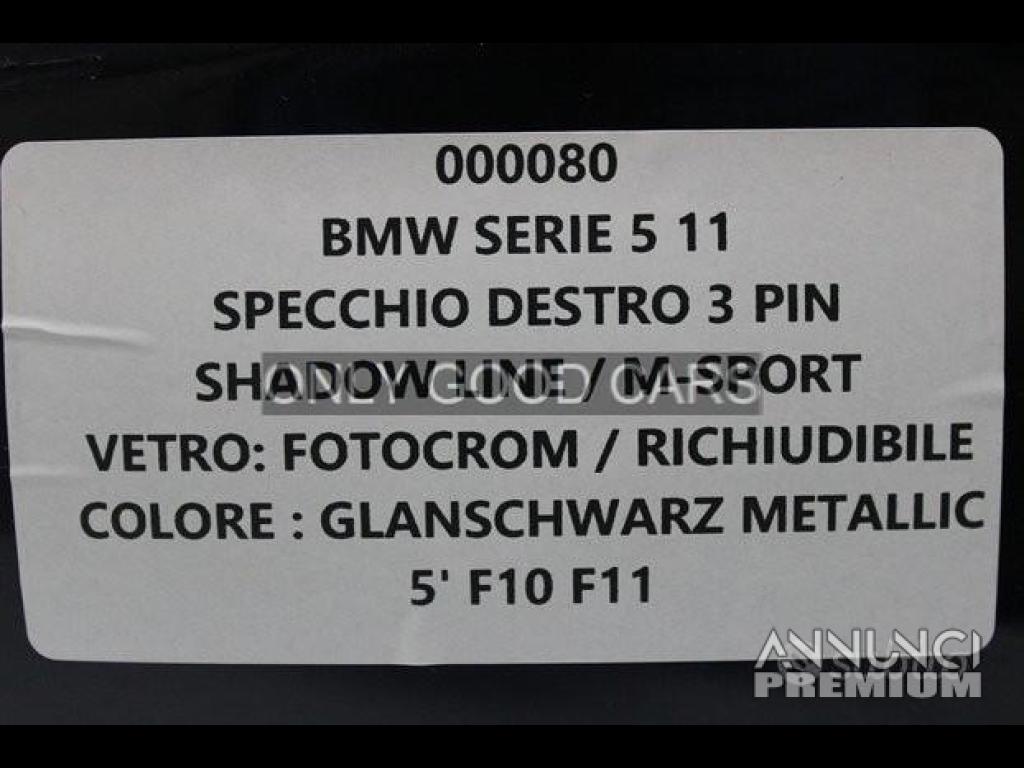 000080
BMW SERIE 5 11
SPECCHIO DESTRO 3 PIN
SHADOW LINE / M-SPORT
ONLY GOOD CARS
VETRO: FOTOCROM / RICHIUDIBILE
COLORE : GLANSCHWARZ METALLIC
5' F10 F11
ANNUNCI
PREMIUM